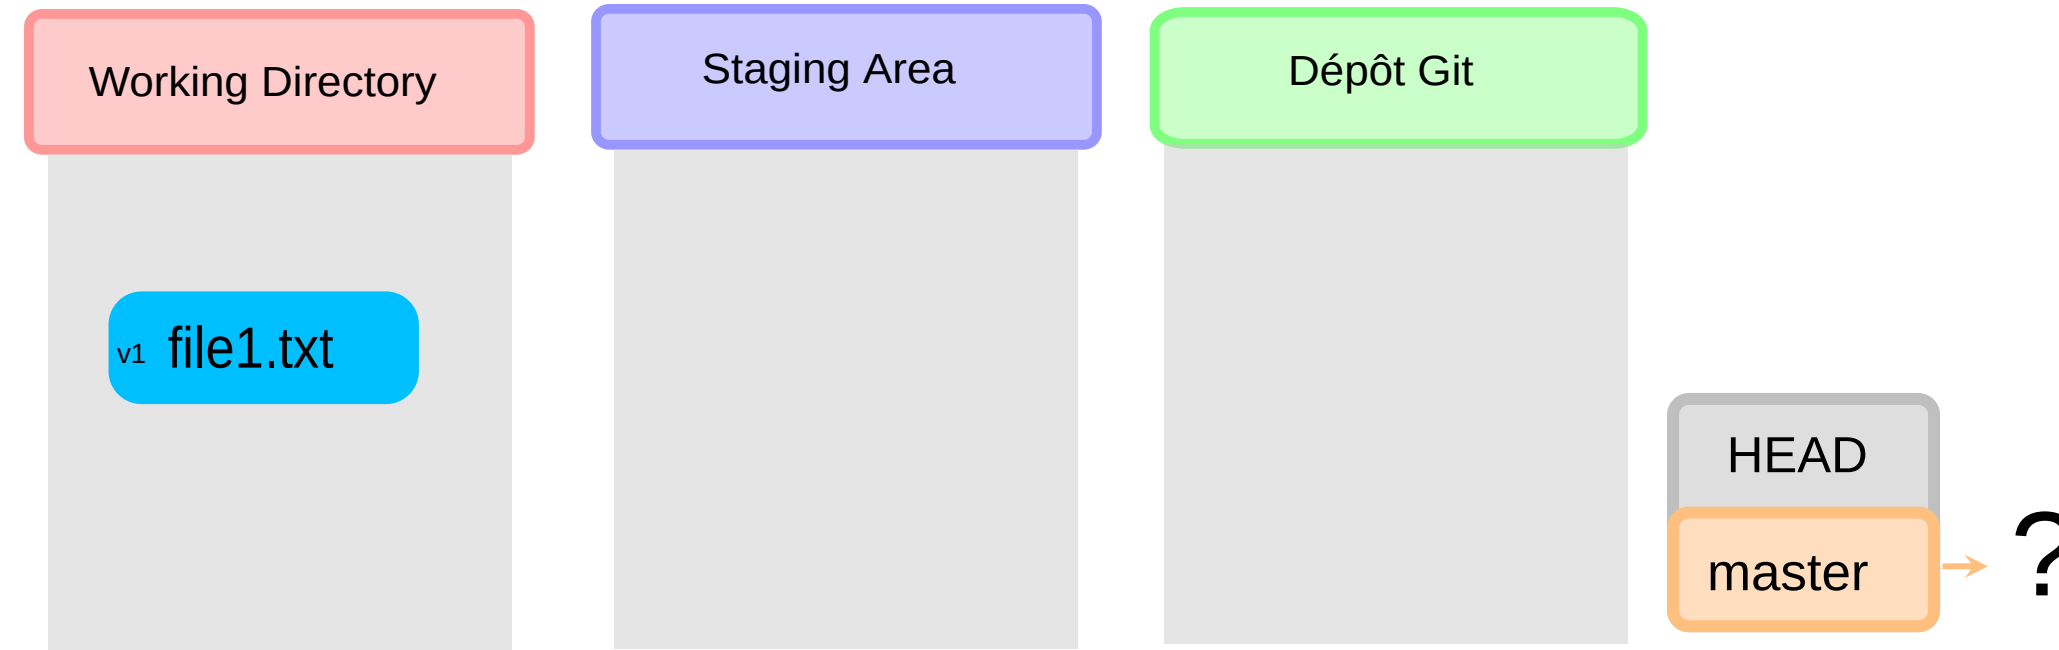 Working Directory
Staging Area
Dépôt Git
v1 file1.txt
HEAD
master
?